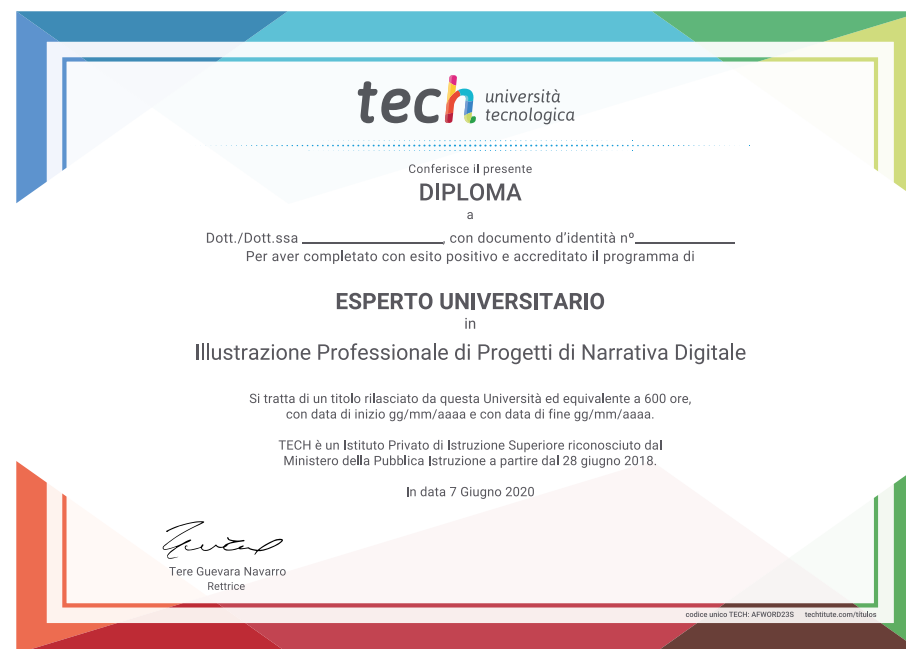 tech università
tecnologica
Conferisce il presente
DIPLOMA
a
Dott./Dott.ssa ____________________, con documento d'identità nº______________
Per aver completato con esito positivo e accreditato il programma di
ESPERTO UNIVERSITARIO
in
Illustrazione Professionale di Progetti di Narrativa Digitale
Si tratta di un titolo rilasciato da questa Università ed equivalente a 600 ore,
con data di inizio gg/mm/aaaa e con data di fine gg/mm/aaaa.
TECH è un Istituto Privato di Istruzione Superiore riconosciuto dal
Ministero della Pubblica Istruzione a partire dal 28 giugno 2018.
In data 7 Giugno 2020
Tere Guevara Navarro
Rettrice
codice unico TECH: AFWORD23S techtitute.com/titulos